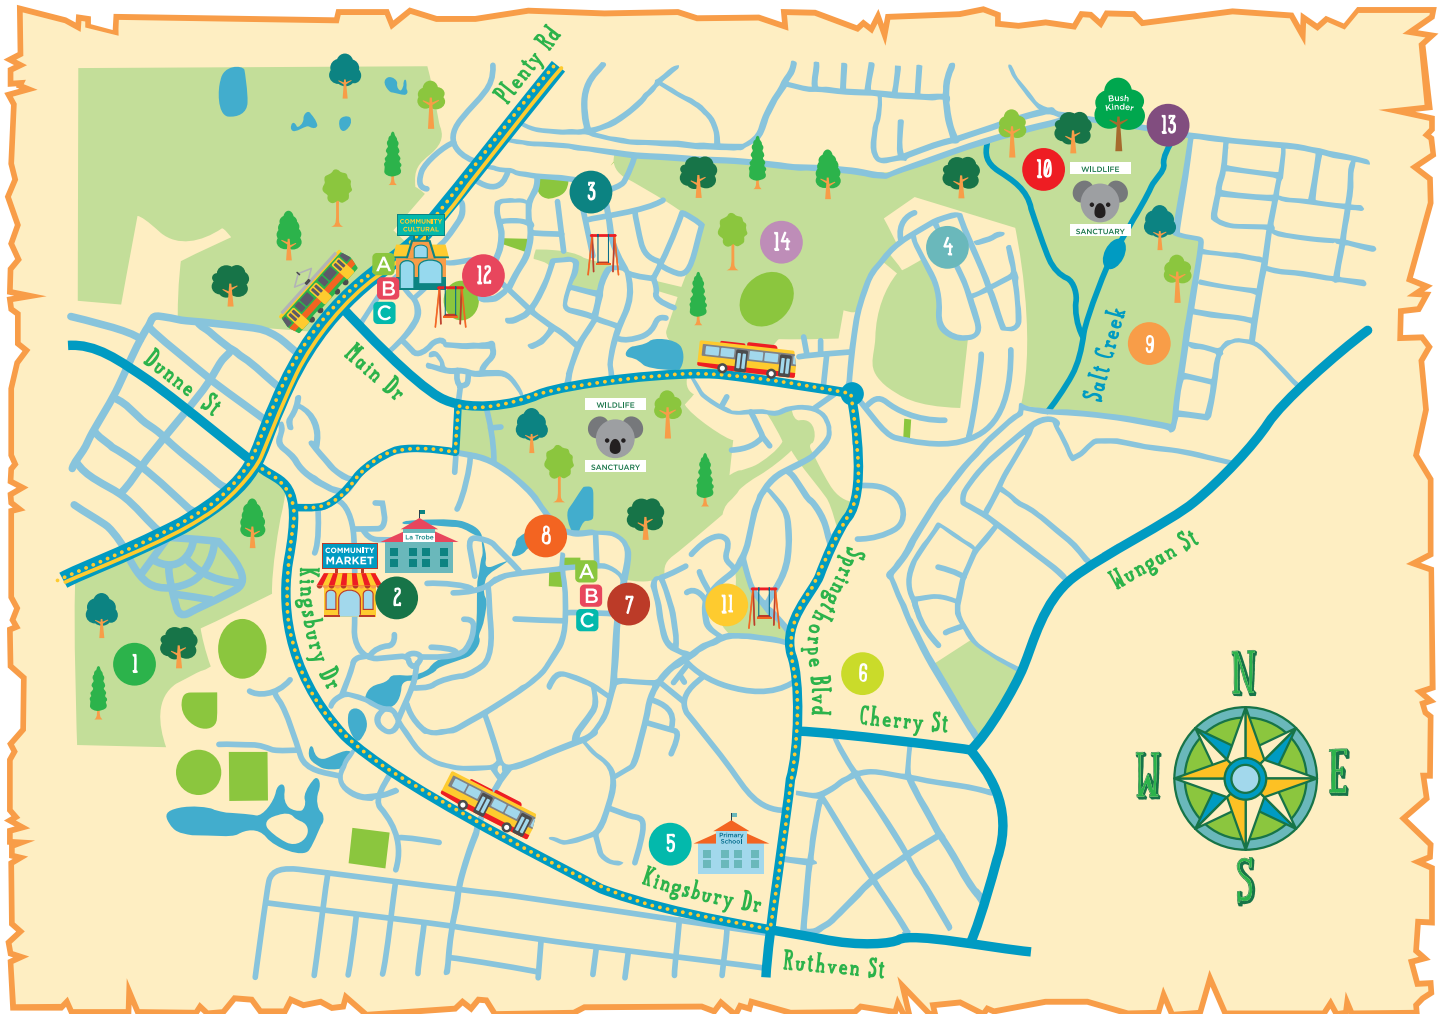 Plenty Rd
Bush
Kinder
13
10
WILDLIFE
SANCTUARY
3
COMMUNITY
CULTURAL
14
4
A
B
C
12
Salt Creek
9
Dunne St
Main Dr
WILDLIFE
SANCTUARY
La Trobe
8
COMMUNITY
MARKET
2
A
B
C
7
11
Springthorpe Blvd
Wungan St
Kingsbury Dr
1
6
Cherry St
N
W
E
S
5
Primary
School
Kingsbury Dr
Ruthven St